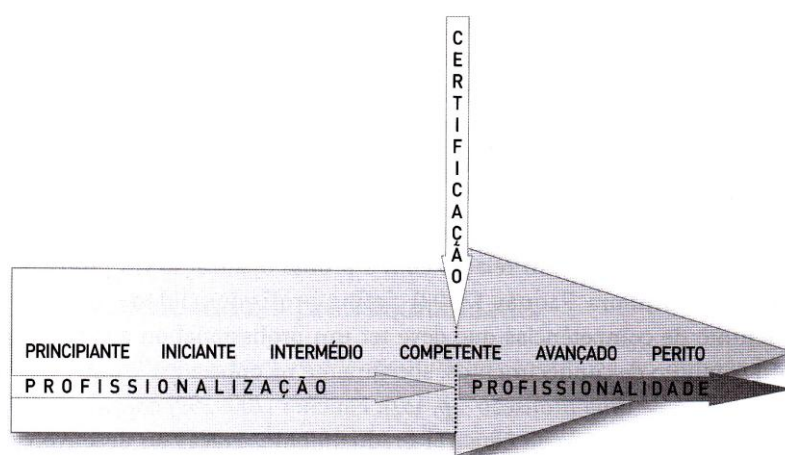 CERTIFICAÇÃO
PRINCIPIANTE INICIANTE INTERMÉDIO COMPETENTE AVANÇADO PERITO
PROFISSIONALIZAÇÃO PROFISSIONALIDADE